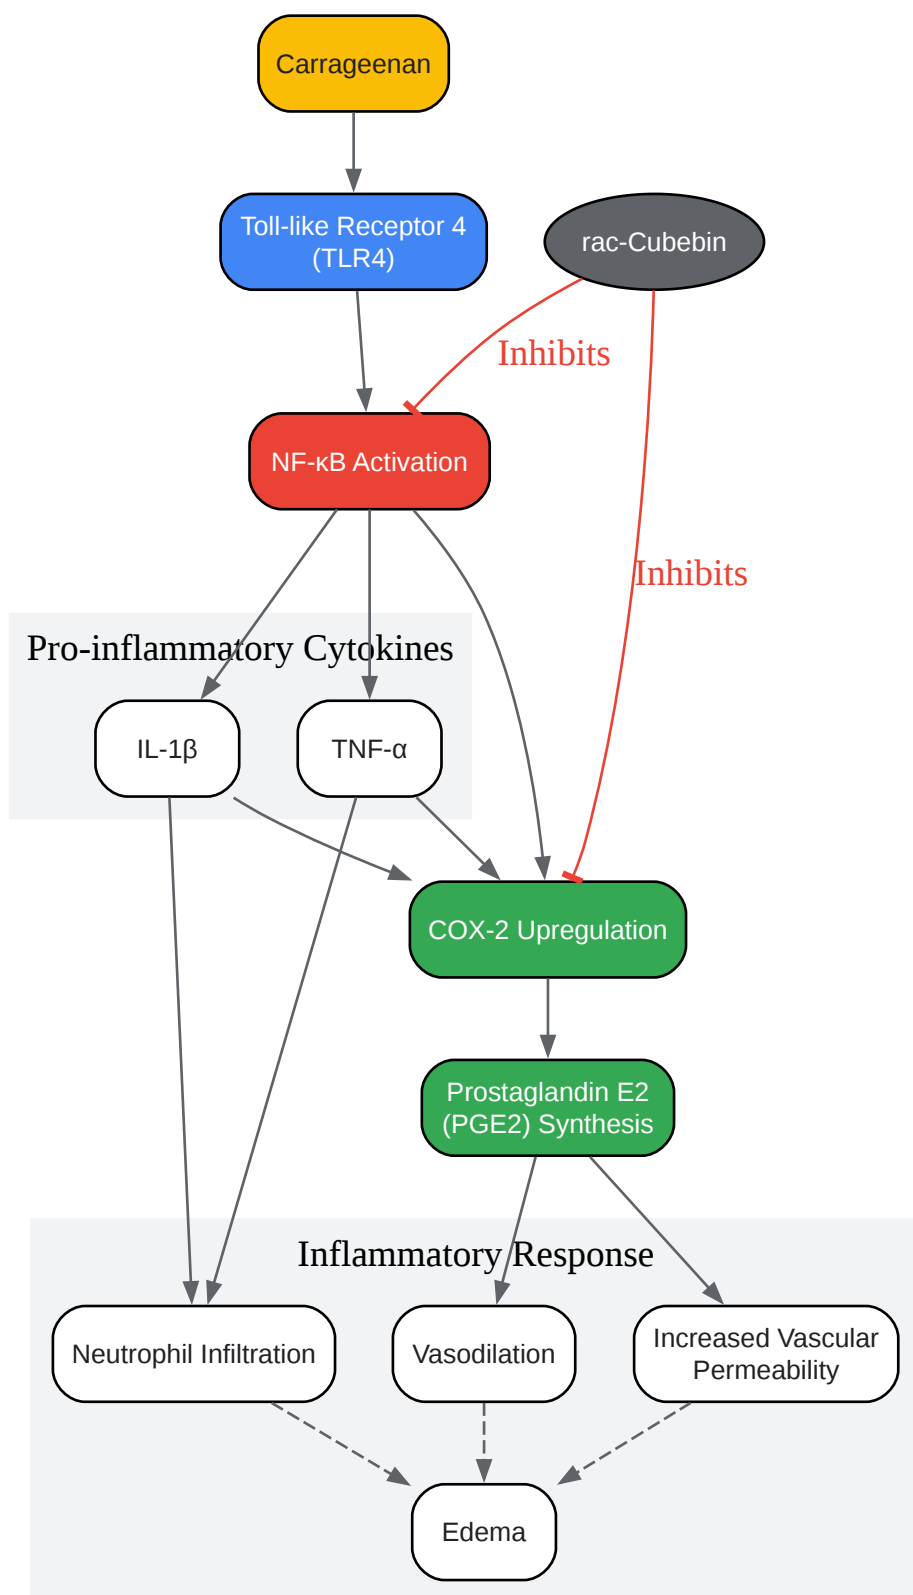 Carrageenan
Toll-like Receptor 4
(TLR4)
rac-Cubebin
Inhibits
NF-κB Activation
Inhibits
Pro-inflammatory Cytokines
IL-1β
TNF-α
COX-2 Upregulation
Prostaglandin E2
(PGE2) Synthesis
Inflammatory Response
Neutrophil Infiltration
Vasodilation
Increased Vascular
Permeability
Edema